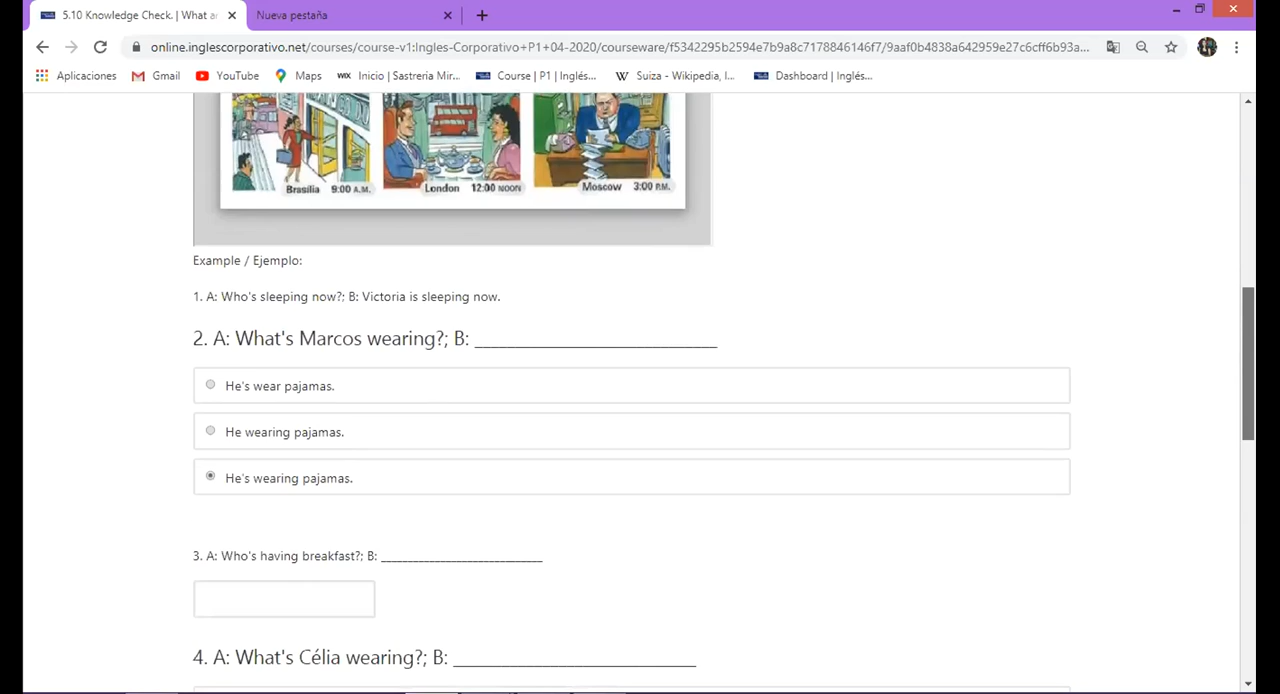 5.10 Knowledge Check. | What ar
Nueva pestaña
online.inglescorporativo.net/courses/course-v1:Ingles-Corporativo+P1+04-2020/courseware/f5342295b2594e7b9a8c7178846146f7/9aaf0b4838a642959e27c6cff6b93a...
Aplicaciones Gmail YouTube Maps WIX Inicio | Sastrería Mir... Course | P1 | Inglés... W Suiza - Wikipedia, l... Dashboard | Inglés...
Brasília 9:00 A.M. London 12:00 NOON Moscow 3:00 P.M.
Example / Ejemplo:
1. A: Who's sleeping now?; B: Victoria is sleeping now.
2. A: What's Marcos wearing?; B: ___________________________
He's wear pajamas.
He wearing pajamas.
He's wearing pajamas.
3. A: Who's having breakfast?; B: ___________________________
4. A: What's Célia wearing?; B: ___________________________